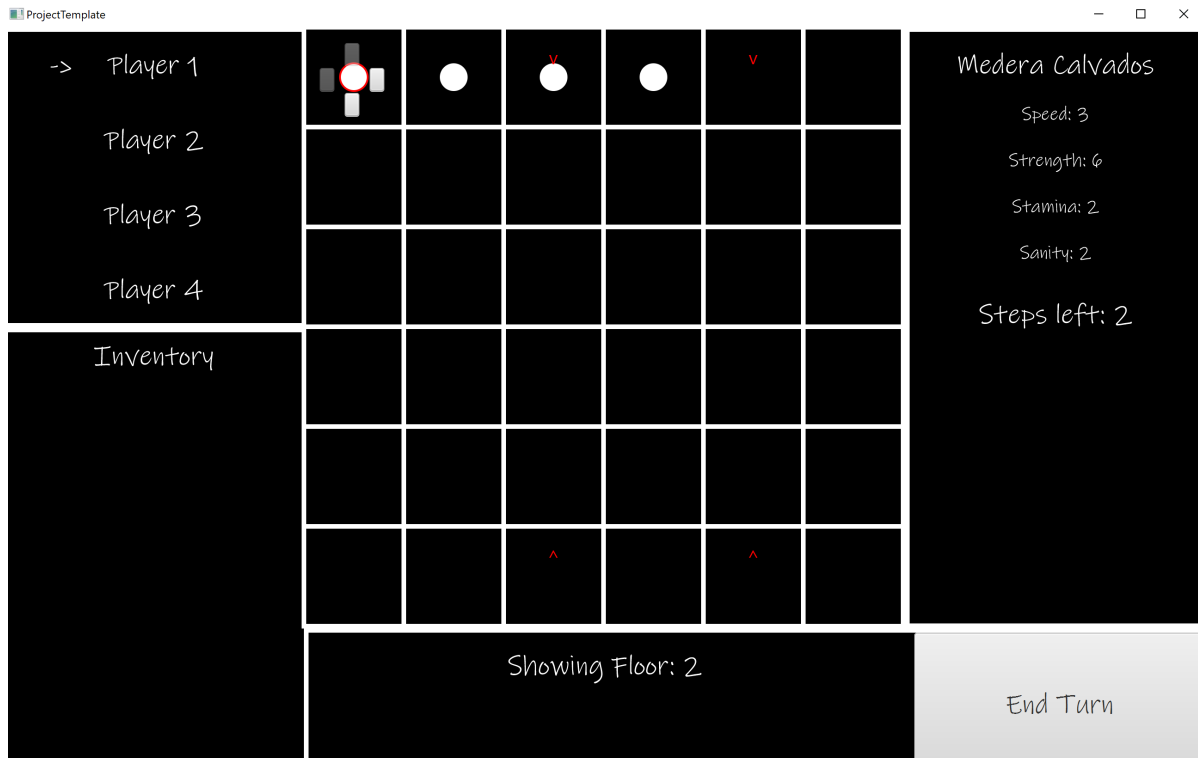 ProjectTemplate
-> Player 1
Player 2
Player 3
Player 4
Inventory
v v
^ ^
Medera Calvados
Speed: 3
Strength: 6
Stamina: 2
Sanity: 2
Steps left: 2
Showing Floor: 2
End Turn